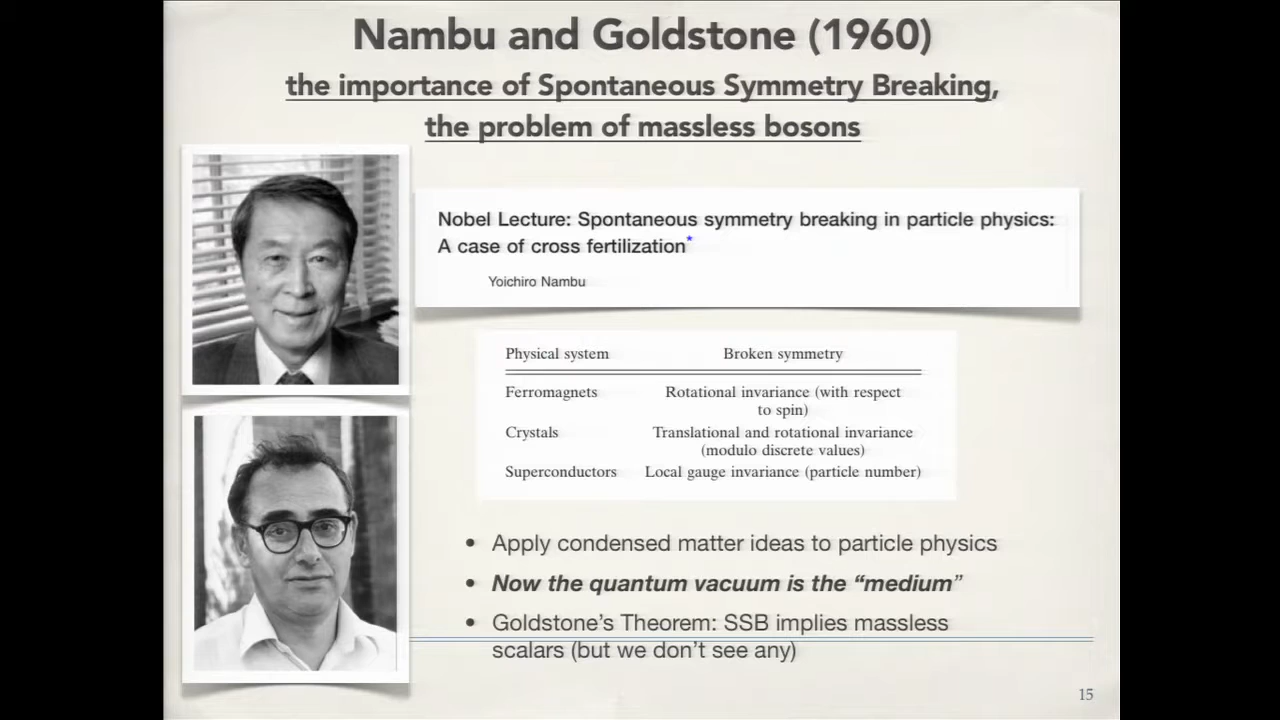 Nambu and Goldstone (1960)
the importance of Spontaneous Symmetry Breaking,
the problem of massless bosons
Nobel Lecture: Spontaneous symmetry breaking in particle physics:
A case of cross fertilization*
Yoichiro Nambu
Physical system Broken symmetry
Ferromagnets Rotational invariance (with respect
to spin)
Crystals Translational and rotational invariance
(modulo discrete values)
Superconductors Local gauge invariance (particle number)
• Apply condensed matter ideas to particle physics
• Now the quantum vacuum is the “medium”
• Goldstone’s Theorem: SSB implies massless
scalars (but we don’t see any)
15